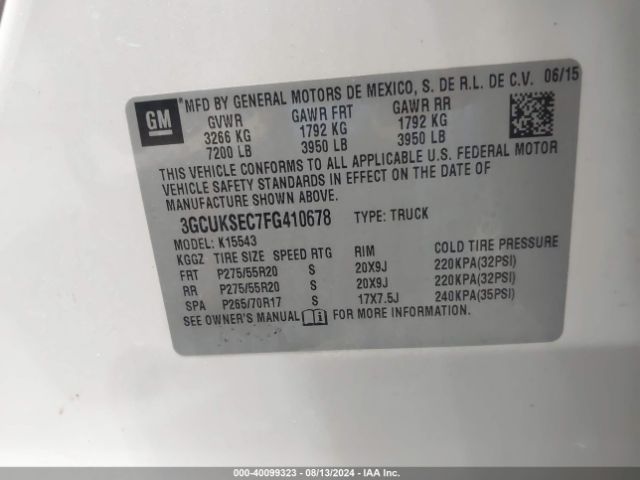 GM
MFD BY GENERAL MOTORS DE MEXICO, S. DE R.L. DE C.V. 06/15
GVWR GAWR FRT GAWR RR
3266 KG 1792 KG 1792 KG
7200 LB 3950 LB 3950 LB
THIS VEHICLE CONFORMS TO ALL APPLICABLE U.S. FEDERAL MOTOR
VEHICLE SAFETY STANDARDS IN EFFECT ON THE DATE OF
MANUFACTURE SHOWN ABOVE.
3GCUKSEC7FG410678 TYPE: TRUCK
MODEL: K15543
KGGZ TIRE SIZE SPEED RTG RIM COLD TIRE PRESSURE
FRT P275/55R20 S 20X9J 220KPA(32PSI)
RR P275/55R20 S 20X9J 220KPA(32PSI)
SPA P265/70R17 S 17X7.5J 240KPA(35PSI)
SEE OWNER'S MANUAL FOR MORE INFORMATION.
000-40099323 - 08/13/2024 - IAA Inc.